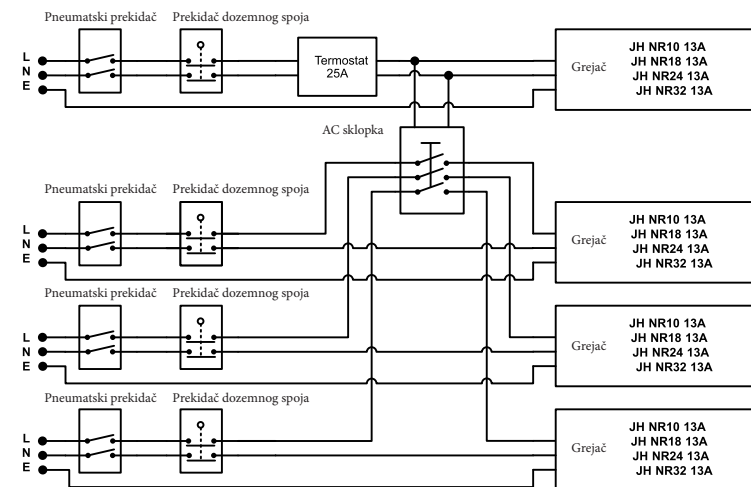 Pneumatski prekidač Prekidač dozemnog spoja
L
N
E
Termostat
25A
Grejač
JH NR10 13A
JH NR18 13A
JH NR24 13A
JH NR32 13A
AC sklopka
Pneumatski prekidač Prekidač dozemnog spoja
L
N
E
Grejač
JH NR10 13A
JH NR18 13A
JH NR24 13A
JH NR32 13A
Pneumatski prekidač Prekidač dozemnog spoja
L
N
E
Grejač
JH NR10 13A
JH NR18 13A
JH NR24 13A
JH NR32 13A
Pneumatski prekidač Prekidač dozemnog spoja
L
N
E
Grejač
JH NR10 13A
JH NR18 13A
JH NR24 13A
JH NR32 13A